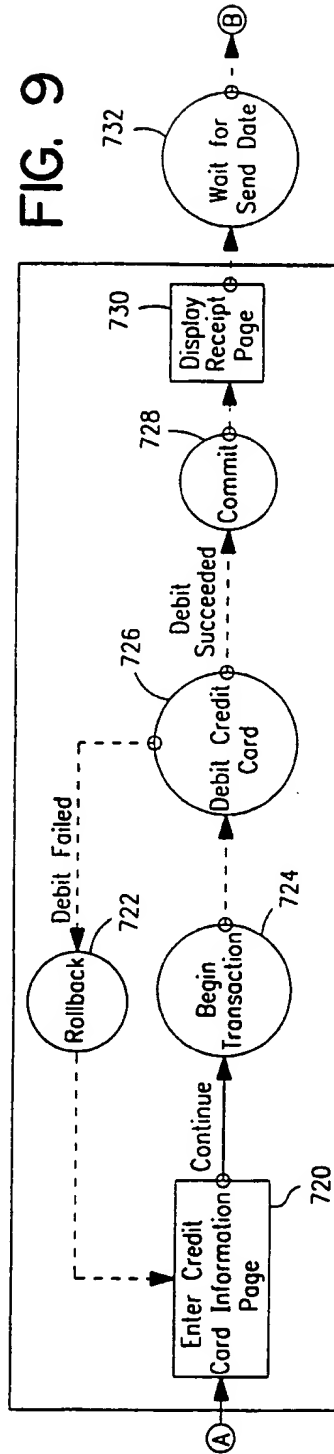 FIG. 9
A
Enter Credit
Card Information
Page
720
Continue
Rollback
722
Debit Failed
Begin
Transaction
724
Debit Credit
Card
726
Debit
Succeeded
Commit
728
Display
Receipt
Page
730
Wait for
Send Date
732
B